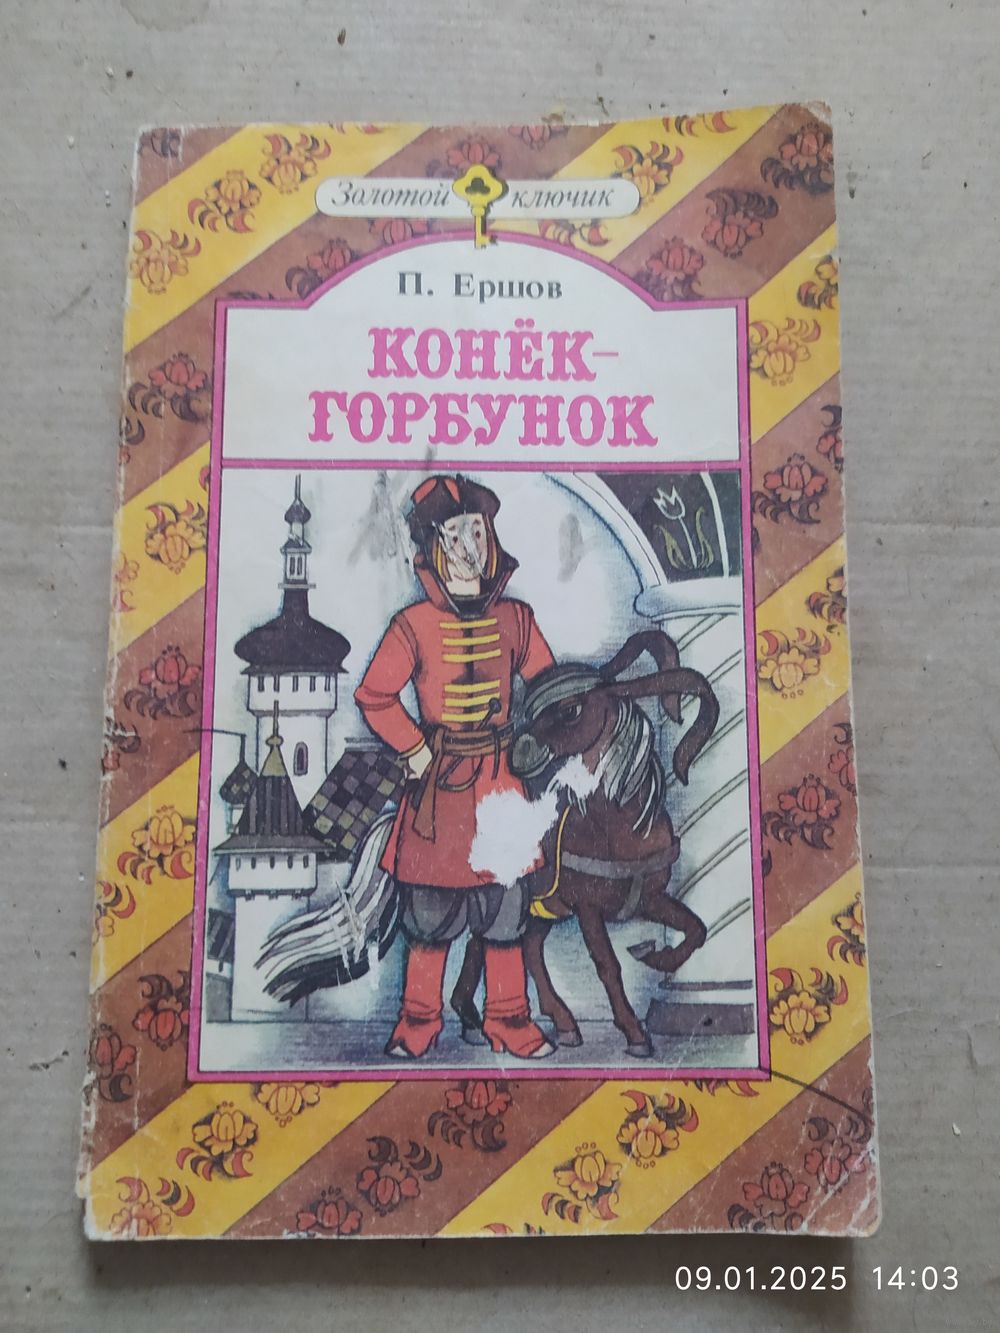 Золотой ключик
П. Ершов
КОНЁК-
ГОРБУНОК
09.01.2025 14:03